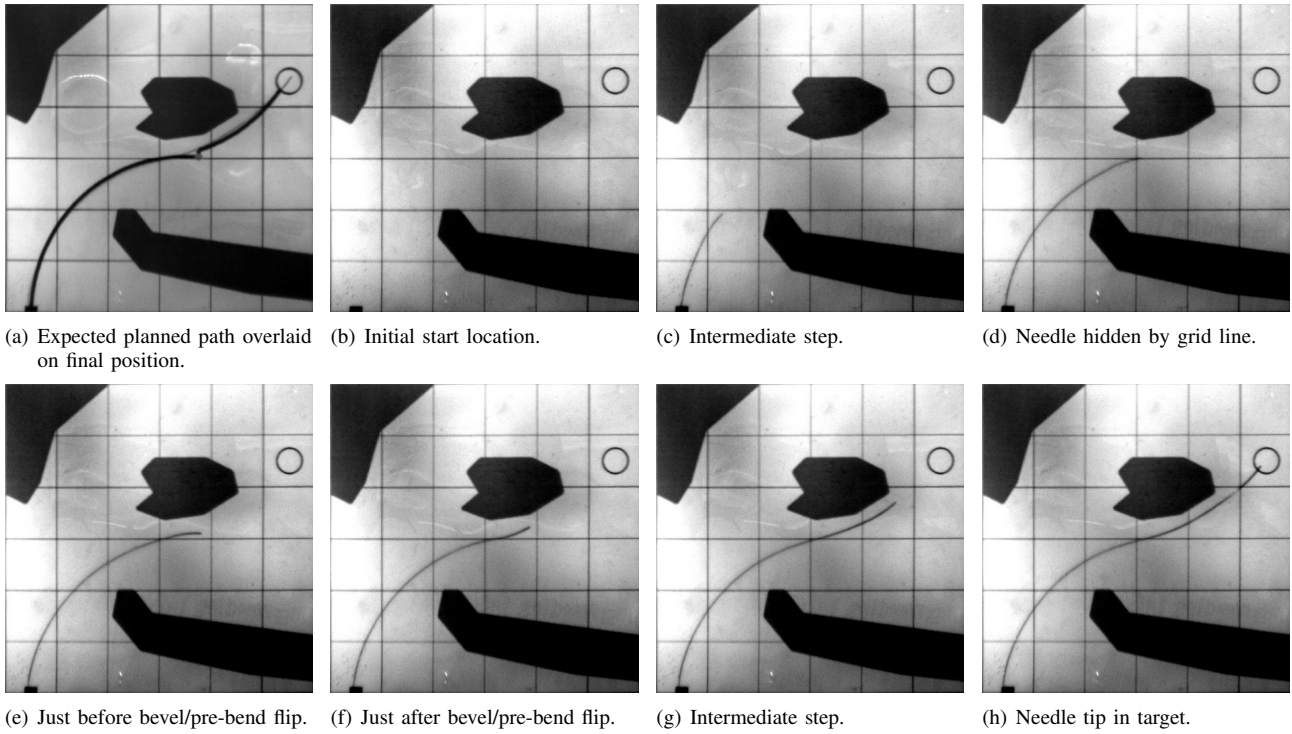 (a) Expected planned path overlaid
on final position.
(b) Initial start location.
(c) Intermediate step.
(d) Needle hidden by grid line.
(e) Just before bevel/pre-bend flip.
(f) Just after bevel/pre-bend flip.
(g) Intermediate step.
(h) Needle tip in target.